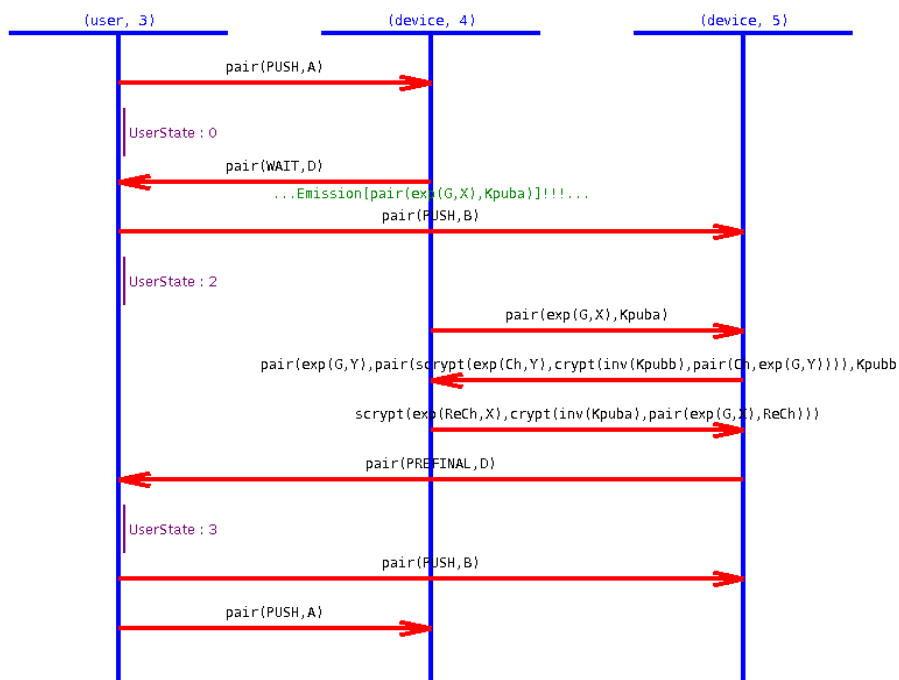 (user, 3) (device, 4) (device, 5)
pair(PUSH,A)
UserState : 0
pair(WAIT,D)
...Emission[pair(exp(G,X),Kpuba)]!!!...
pair(PUSH,B)
UserState : 2
pair(exp(G,X),Kpuba)
pair(exp(G,Y),pair(scrypt(exp(Ch,Y),crypt(inv(Kpubb),pair(Ch,exp(G,Y)))),Kpubb
scrypt(exp(ReCh,X),crypt(inv(Kpuba),pair(exp(G,X),ReCh)))
pair(PREFINAL,D)
UserState : 3
pair(PUSH,B)
pair(PUSH,A)